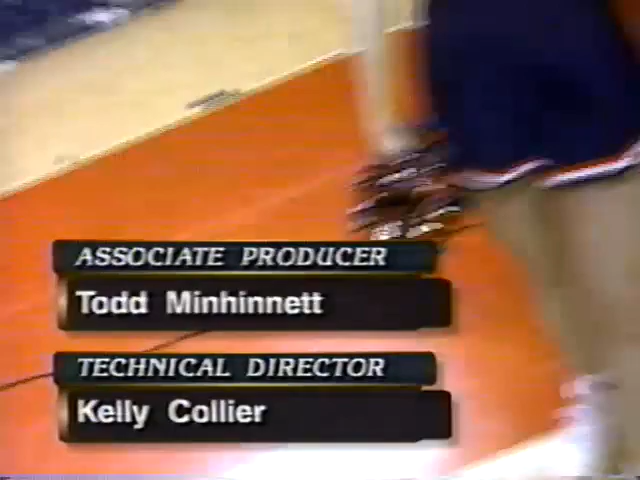 ASSOCIATE PRODUCER
Todd Minhinnett
TECHNICAL DIRECTOR
Kelly Collier